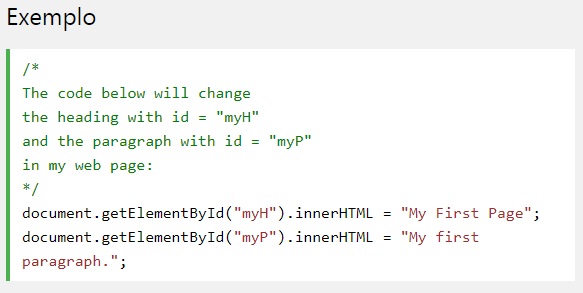 Exemplo
/*
The code below will change
the heading with id = "myH"
and the paragraph with id = "myP"
in my web page:
*/
document.getElementById("myH").innerHTML = "My First Page";
document.getElementById("myP").innerHTML = "My first
paragraph.";